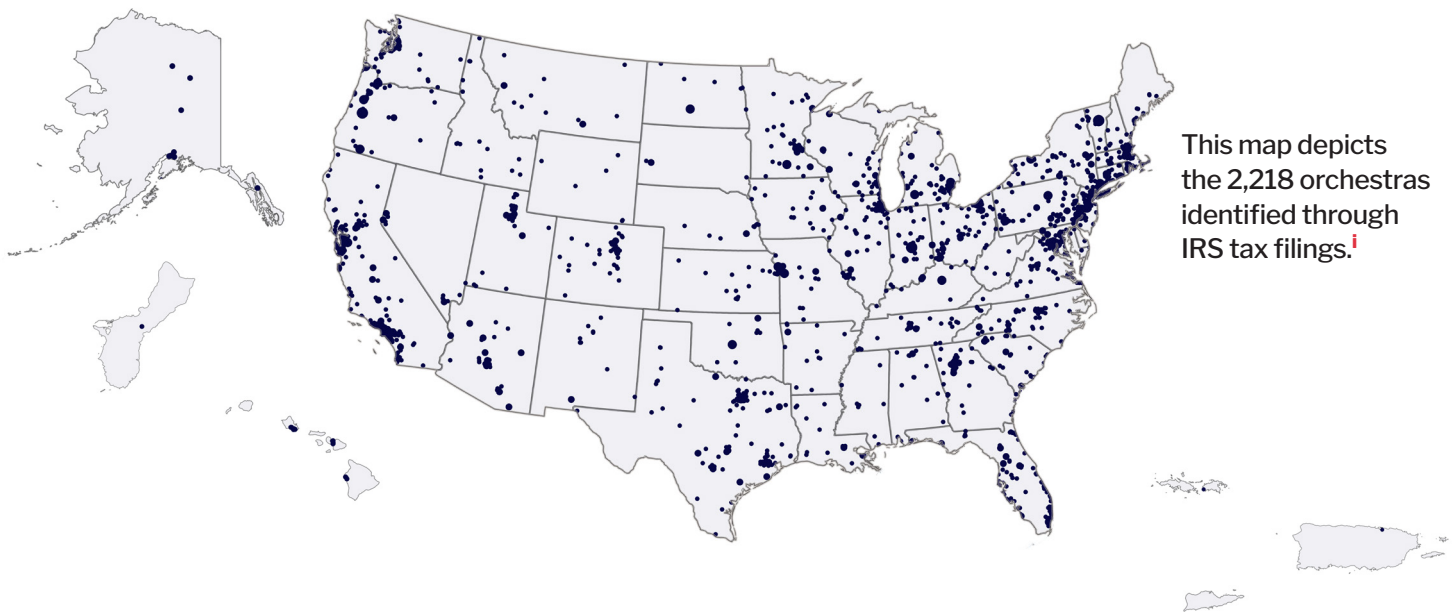 This map depicts
the 2,218 orchestras
identified through
IRS tax filings.i